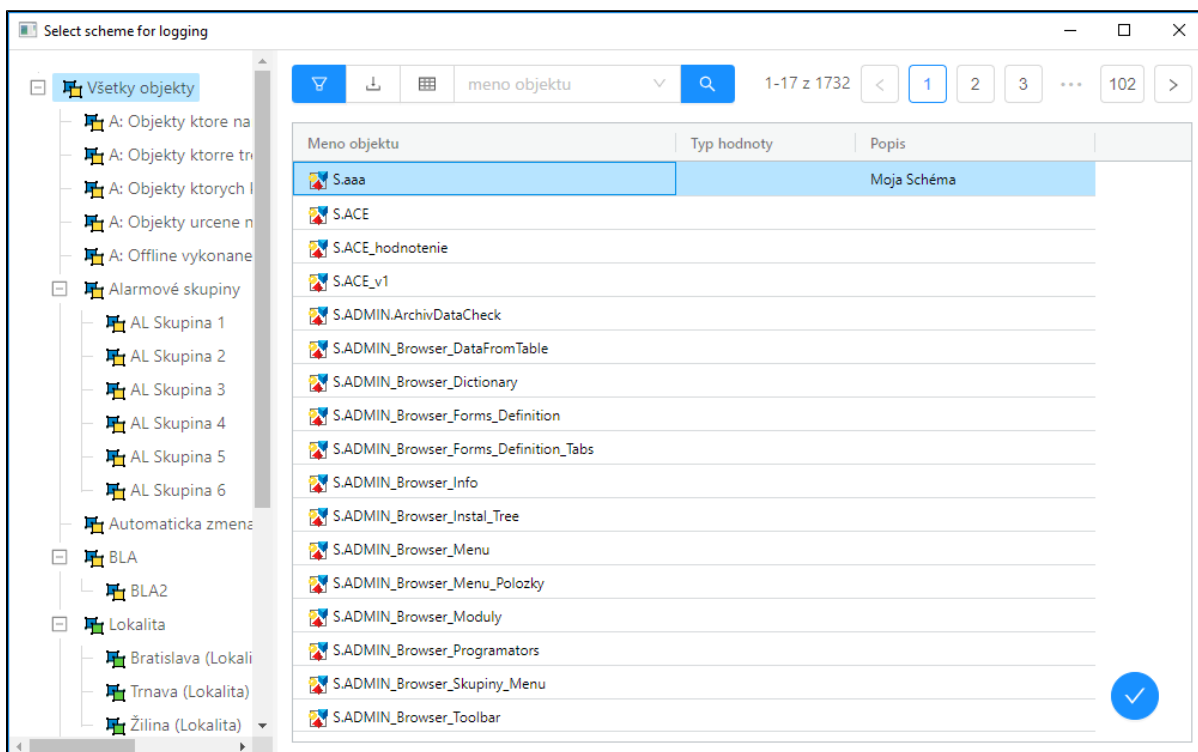 Select scheme for logging
Všetky objekty
A: Objekty ktore na
A: Objekty ktorre tr
A: Objekty ktorych
A: Objekty urcene
A: Offline vykonane
Alarmové skupiny
AL Skupina 1
AL Skupina 2
AL Skupina 3
AL Skupina 4
AL Skupina 5
AL Skupina 6
Automaticka zmena
BLA
BLA2
Lokalita
Bratislava (Lokali
Trnava (Lokalita)
Žilina (Lokalita)
meno objektu
1-17 z 1732
1 2 3 ••• 102
Meno objektu Typ hodnoty Popis
S.aaa Moja Schéma
S.ACE
S.ACE_hodnotenie
S.ACE_v1
S.ADMIN.ArchivDataCheck
S.ADMIN_Browser_DataFromTable
S.ADMIN_Browser_Dictionary
S.ADMIN_Browser_Forms_Definition
S.ADMIN_Browser_Forms_Definition_Tabs
S.ADMIN_Browser_Info
S.ADMIN_Browser_Instal_Tree
S.ADMIN_Browser_Menu
S.ADMIN_Browser_Menu_Polozky
S.ADMIN_Browser_Moduly
S.ADMIN_Browser_Programators
S.ADMIN_Browser_Skupiny_Menu
S.ADMIN_Browser_Toolbar